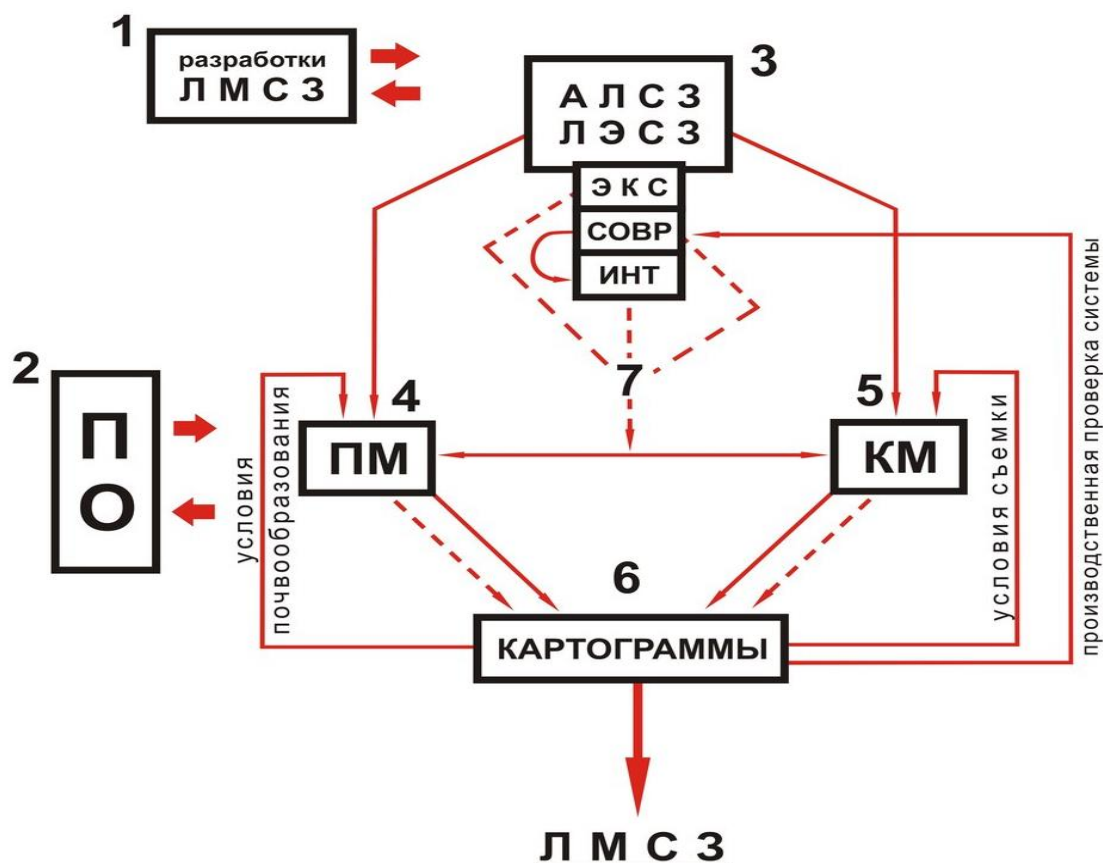 1
разработки
Л М С З
3
А Л С З
Л Э С З
Э К С
СОВР
ИНТ
2
П
О
условия
почвообразования
4
ПМ
7
5
КМ
условия съемки
производственная проверка системы
6
КАРТОГРАММЫ
Л М С З